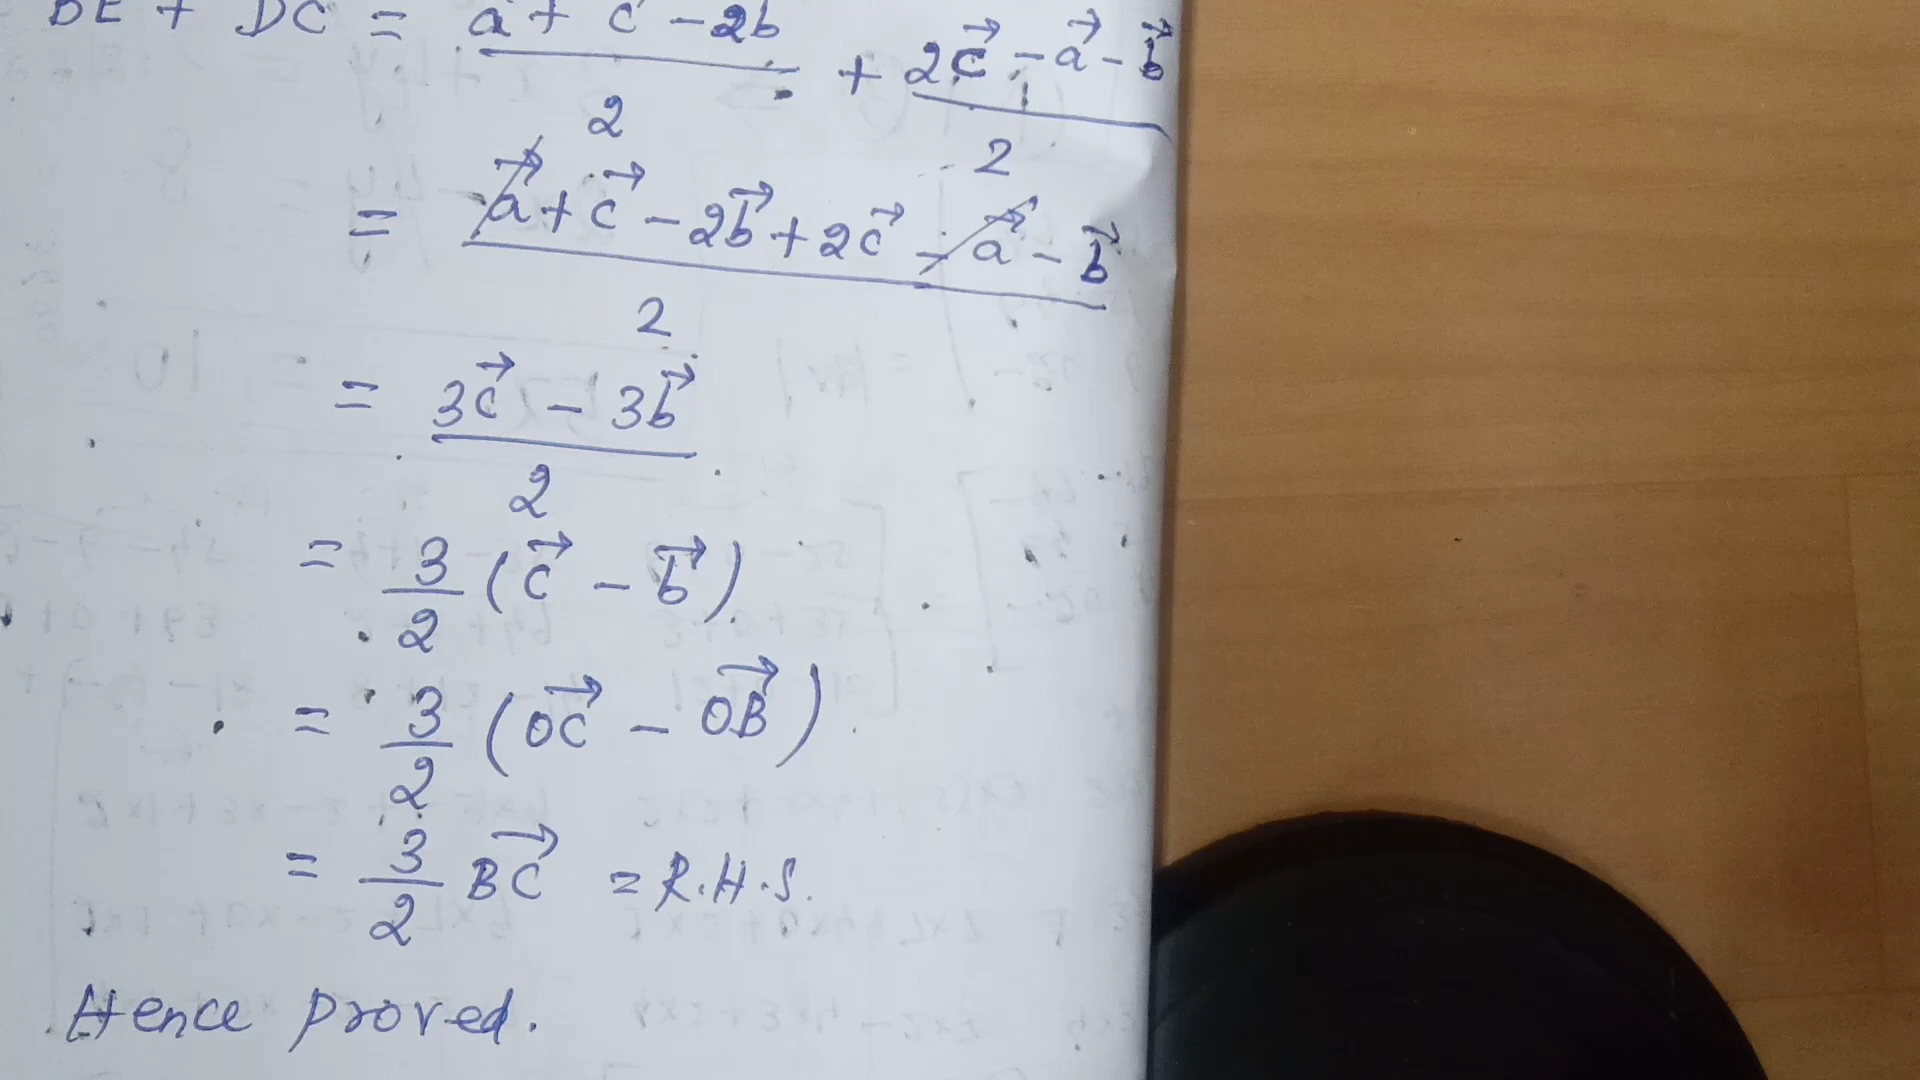 BE + DC = a + c - 2b / 2 + 2c⃗ - a⃗ - b⃗ / 2
= a⃗ + c⃗ - 2b⃗ + 2c⃗ - a⃗ - b⃗ / 2
= 3c⃗ - 3b⃗ / 2
= 3/2 (c⃗ - b⃗).
= 3/2 (OC⃗ - OB⃗)
= 3/2 BC⃗ = R.H.S.
Hence proved.